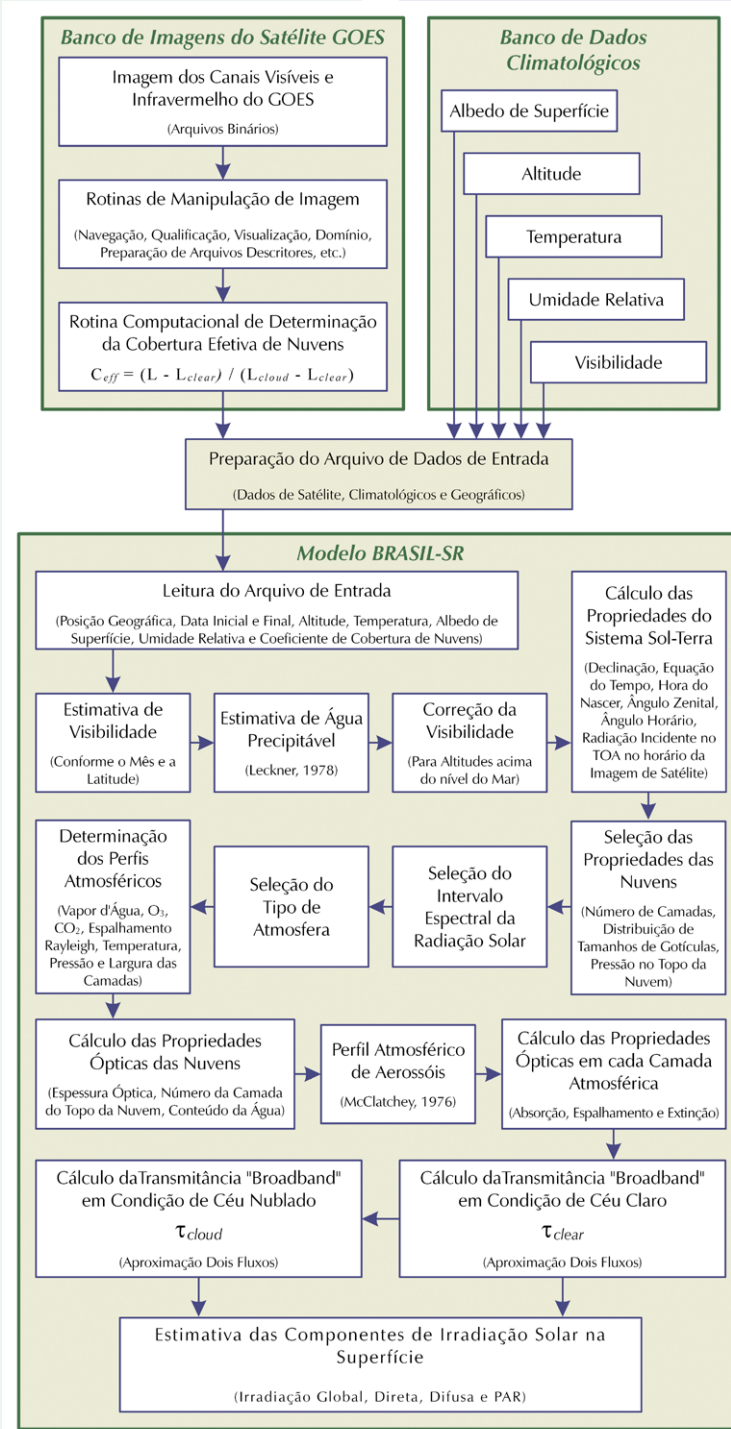 Banco de Imagens do Satélite GOES
Imagem dos Canais Visíveis e
Infravermelho do GOES
(Arquivos Binários)
Rotinas de Manipulação de Imagem
(Navegação, Qualificação, Visualização, Domínio,
Preparação de Arquivos Descritores, etc.)
Rotina Computacional de Determinação
da Cobertura Efetiva de Nuvens
Ceff = (L - Lclear) / (Lcloud - Lclear)
Banco de Dados
Climatológicos
Albedo de Superfície
Altitude
Temperatura
Umidade Relativa
Visibilidade
Preparação do Arquivo de Dados de Entrada
(Dados de Satélite, Climatológicos e Geográficos)
Modelo BRASIL-SR
Leitura do Arquivo de Entrada
(Posição Geográfica, Data Inicial e Final, Altitude, Temperatura, Albedo de
Superfície, Umidade Relativa e Coeficiente de Cobertura de Nuvens)
Estimativa de
Visibilidade
(Conforme o Mês e a
Latitude)
Estimativa de Água
Precipitável
(Leckner, 1978)
Correção da
Visibilidade
(Para Altitudes acima
do nível do Mar)
Cálculo das
Propriedades do
Sistema Sol-Terra
(Declinação, Equação
do Tempo, Hora do
Nascer, Ângulo Zenital,
Ângulo Horário,
Radiação Incidente no
TOA no horário da
Imagem de Satélite)
Seleção das
Propriedades das
Nuvens
(Número de Camadas,
Distribuição de
Tamanhos de Gotículas,
Pressão no Topo da
Nuvem)
Seleção do
Intervalo
Espectral da
Radiação Solar
Seleção do
Tipo de
Atmosfera
Determinação
dos Perfis
Atmosféricos
(Vapor d'Água, O₃,
CO₂, Espalhamento
Rayleigh, Temperatura,
Pressão e Largura das
Camadas)
Cálculo das Propriedades
Ópticas das Nuvens
(Espessura Óptica, Número da Camada
do Topo da Nuvem, Conteúdo da Água)
Perfil Atmosférico
de Aerossóis
(McClatchey, 1976)
Cálculo das Propriedades
Ópticas em cada Camada
Atmosférica
(Absorção, Espalhamento e Extinção)
Cálculo daTransmitância "Broadband"
em Condição de Céu Nublado
τcloud
(Aproximação Dois Fluxos)
Cálculo daTransmitância "Broadband"
em Condição de Céu Claro
τclear
(Aproximação Dois Fluxos)
Estimativa das Componentes de Irradiação Solar na
Superfície
(Irradiação Global, Direta, Difusa e PAR)